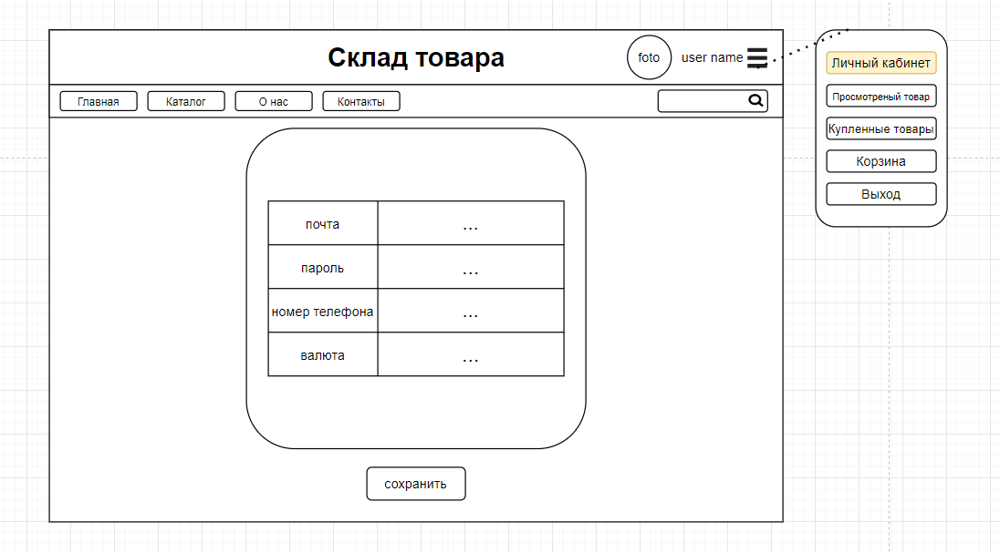 Склад товара
foto
user name
Главная
Каталог
О нас
Контакты
почта
...
пароль
...
номер телефона
...
валюта
...
сохранить
Личный кабинет
Просмотреный товар
Купленные товары
Корзина
Выход